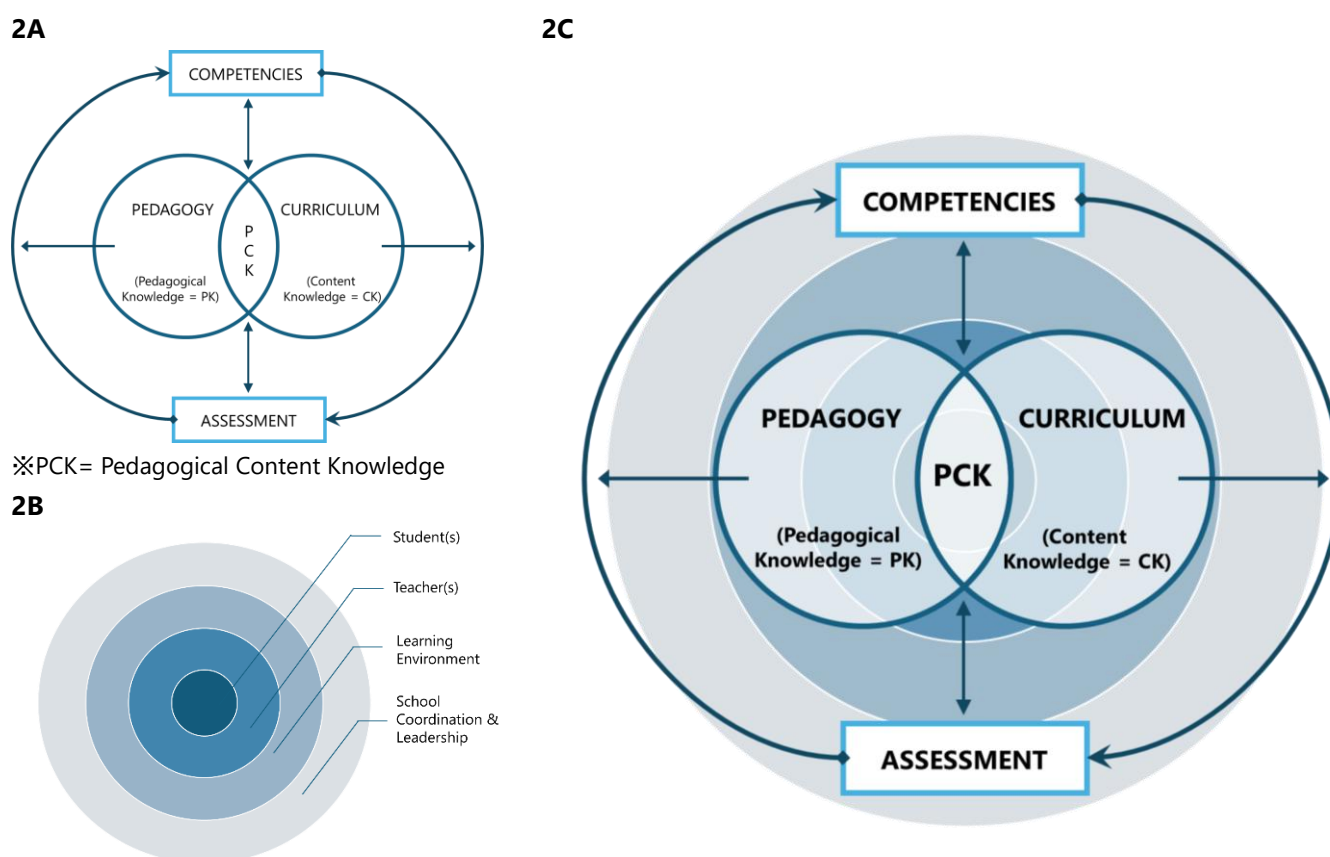 2A
COMPETENCIES
PEDAGOGY
CURRICULUM
P
C
K
(Pedagogical
Knowledge = PK)
(Content
Knowledge = CK)
ASSESSMENT
※PCK= Pedagogical Content Knowledge
2B
Student(s)
Teacher(s)
Learning
Environment
School
Coordination &
Leadership
2C
COMPETENCIES
PEDAGOGY
CURRICULUM
PCK
(Pedagogical
Knowledge = PK)
(Content
Knowledge = CK)
ASSESSMENT